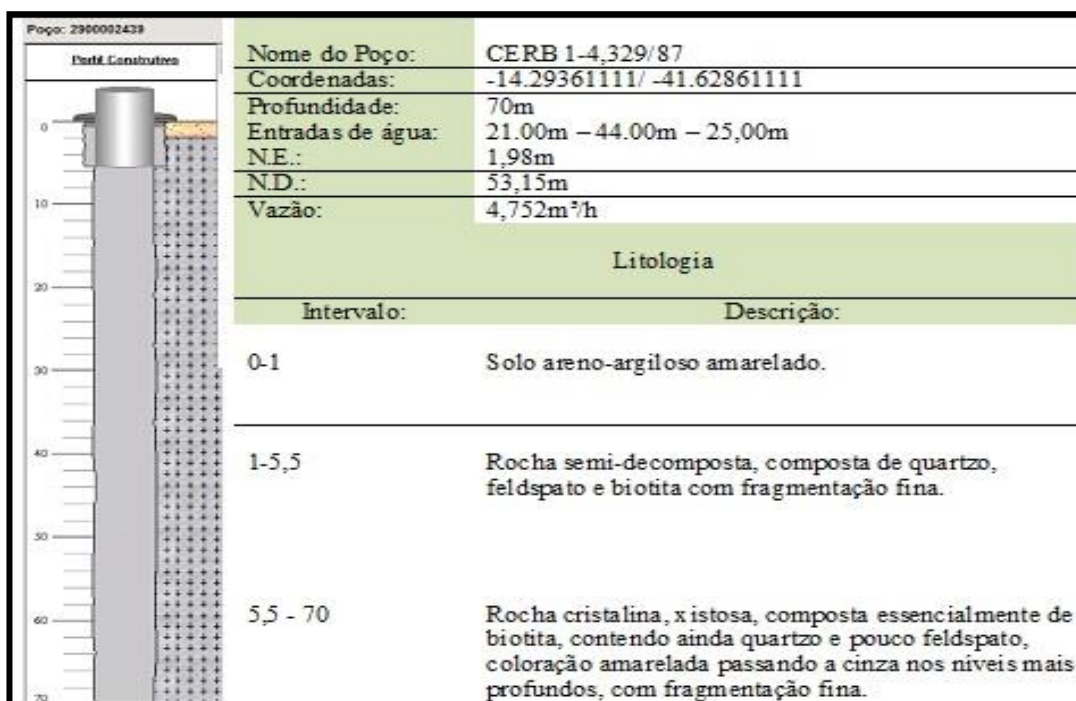 Poço: 2900002439
Perfil Construtivo
0
10
20
30
40
50
60
70
Nome do Poço: CERB 1-4,329/87
Coordenadas: -14.29361111/ -41.62861111
Profundidade: 70m
Entradas de água: 21.00m – 44.00m – 25,00m
N.E.: 1,98m
N.D.: 53,15m
Vazão: 4,752m³/h
Litologia
Intervalo: Descrição:
0-1 Solo areno-argiloso amarelado.
1-5,5 Rocha semi-decomposta, composta de quartzo,
feldspato e biotita com fragmentação fina.
5,5 - 70 Rocha cristalina, xistosa, composta essencialmente de
biotita, contendo ainda quartzo e pouco feldspato,
coloração amarelada passando a cinza nos níveis mais
profundos, com fragmentação fina.